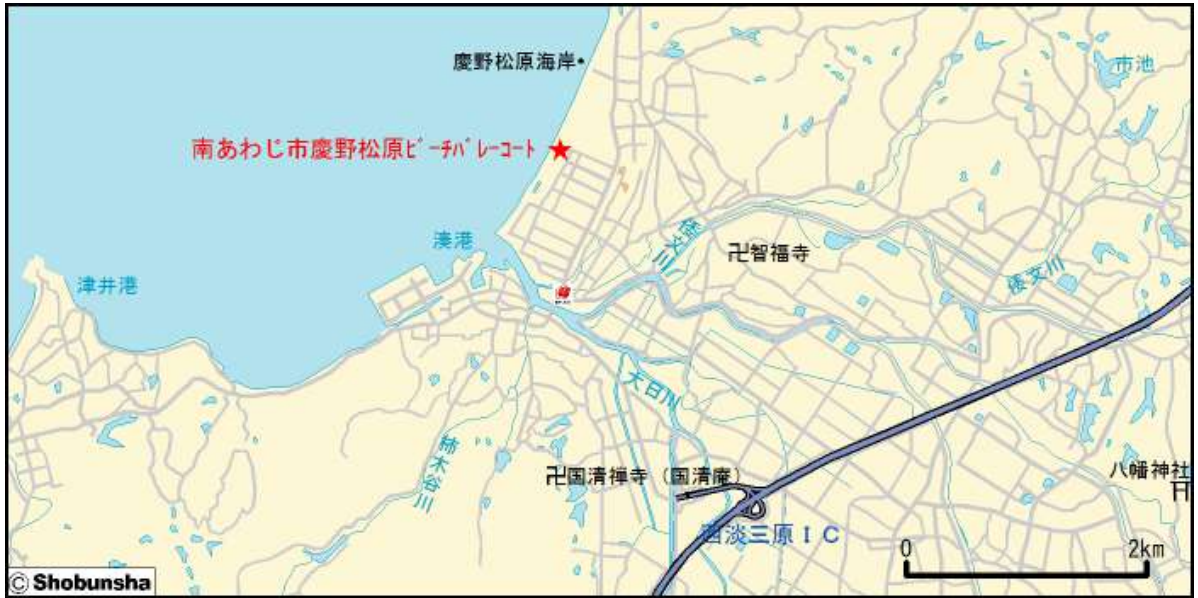 慶野松原海岸
市池
南あわじ市慶野松原ﾋﾞｰﾁﾊﾞﾚｰｺｰﾄ
倭文川
湊港
智福寺
倭文川
津井港
大日川
柿木谷川
国清禅寺（国清庵）
八幡神社
西淡三原ＩＣ
0
2km
© Shobunsha